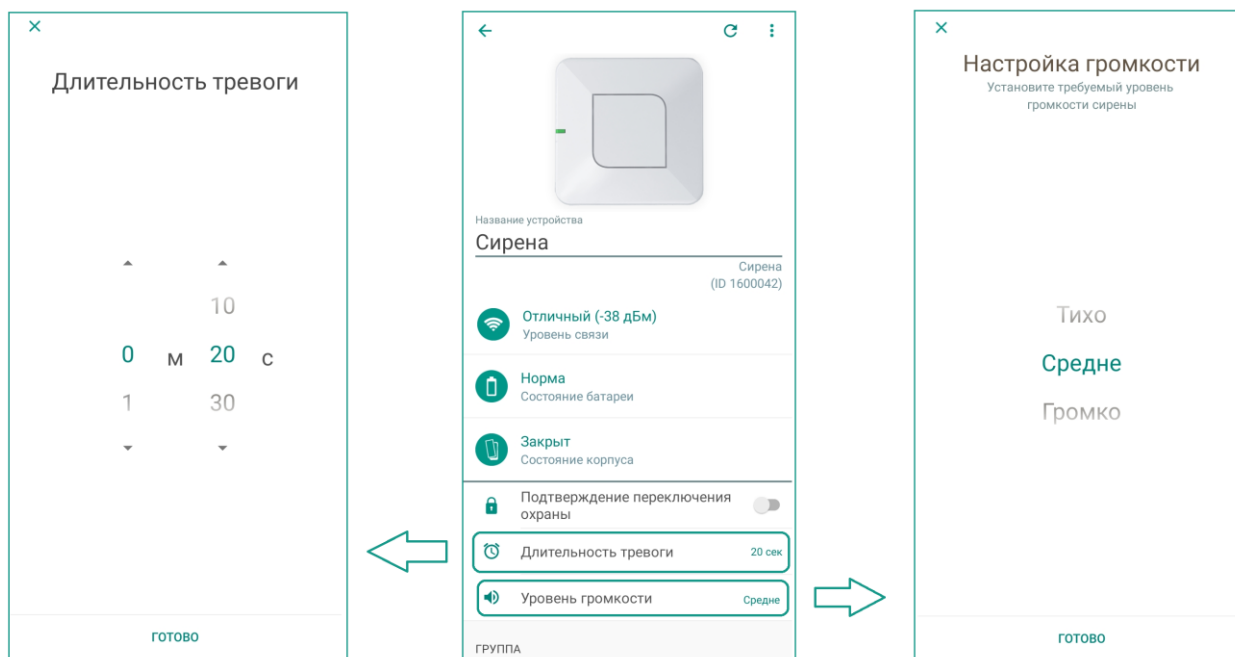 Длительность тревоги
10
0 м 20 с
1 30
ГОТОВО
Название устройства
Сирена
Сирена
(ID 1600042)
Отличный (-38 дБм)
Уровень связи
Норма
Состояние батареи
Закрыт
Состояние корпуса
Подтверждение переключения
охраны
Длительность тревоги 20 сек
Уровень громкости Средне
ГРУППА
Настройка громкости
Установите требуемый уровень
громкости сирены
Тихо
Средне
Громко
ГОТОВО